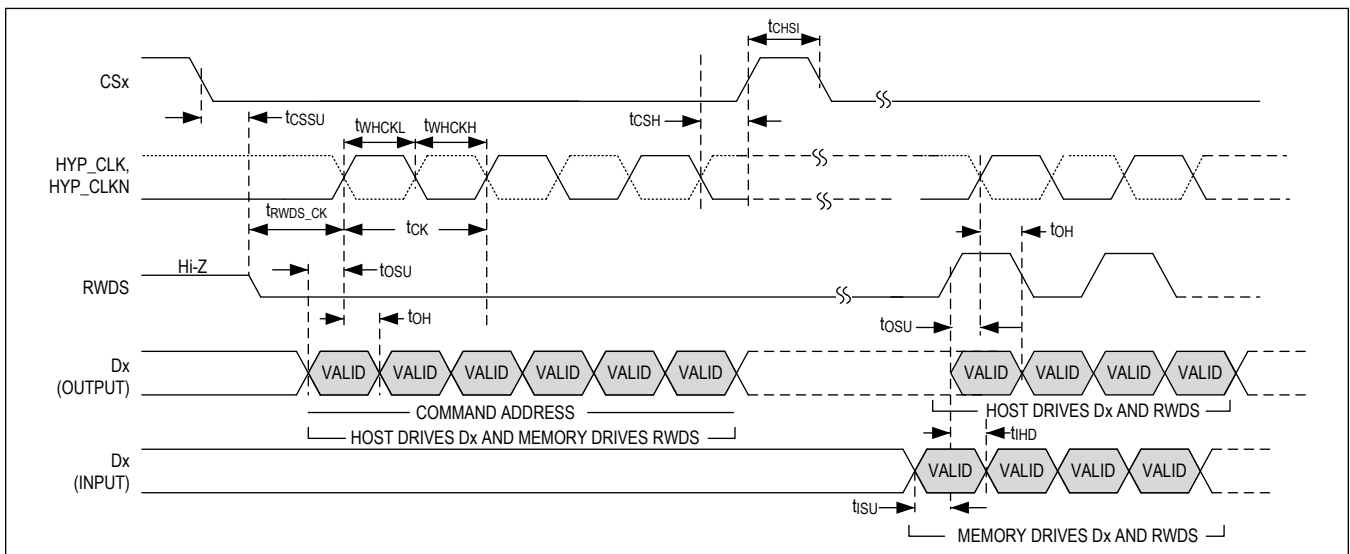 tCHSI
CSx
tCSSU
tWHCKL
tWHCKH
tCSH
HYP_CLK,
HYP_CLKN
tRWDS_CK
tCK
tOH
Hi-Z
tOSU
RWDS
tOH
tOSU
Dx
(OUTPUT)
VALID VALID VALID VALID VALID VALID
VALID VALID VALID VALID
COMMAND ADDRESS
HOST DRIVES Dx AND RWDS
HOST DRIVES Dx AND MEMORY DRIVES RWDS
tIHD
Dx
(INPUT)
VALID VALID VALID VALID
tISU
MEMORY DRIVES Dx AND RWDS